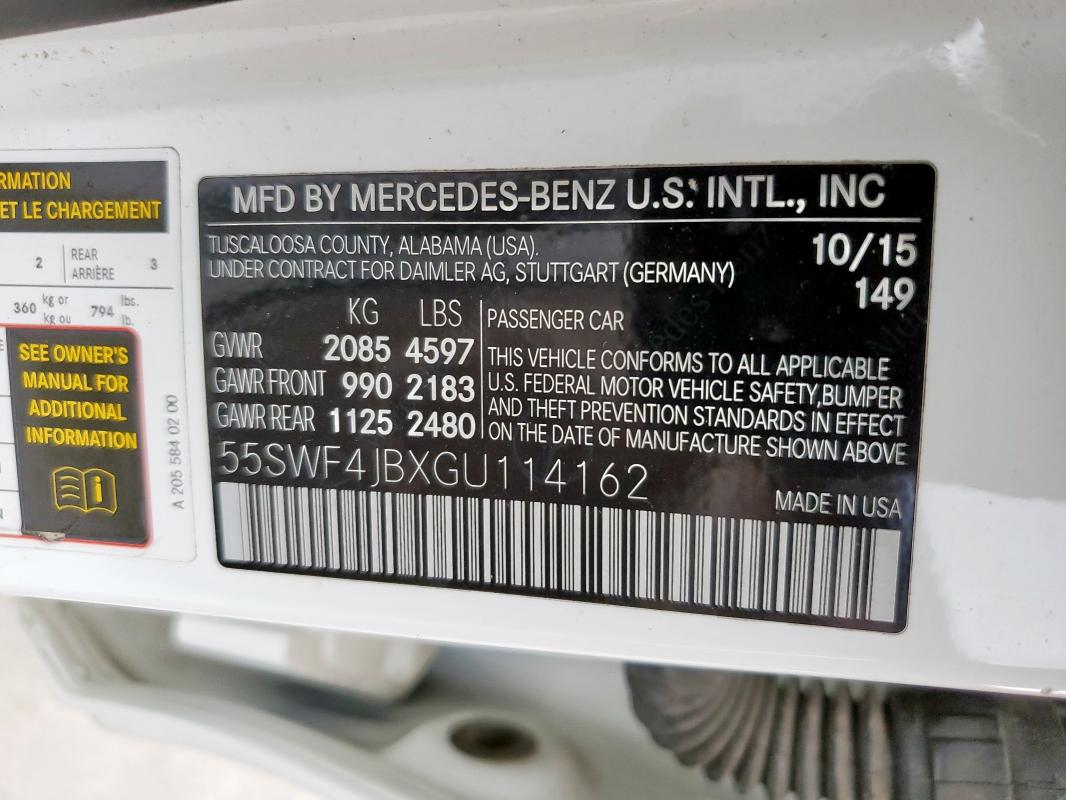 RMATION
ET LE CHARGEMENT
2 REAR ARRIÈRE 3
360 kg or kg ou 794 lbs. lb.
SEE OWNER'S
MANUAL FOR
ADDITIONAL
INFORMATION
i
A 205 584 02 00
MFD BY MERCEDES-BENZ U.S. INTL., INC
TUSCALOOSA COUNTY, ALABAMA (USA). 10/15
UNDER CONTRACT FOR DAIMLER AG, STUTTGART (GERMANY) 149
KG LBS
GVWR 2085 4597
GAWR FRONT 990 2183
GAWR REAR 1125 2480
PASSENGER CAR
THIS VEHICLE CONFORMS TO ALL APPLICABLE
U.S. FEDERAL MOTOR VEHICLE SAFETY,BUMPER
AND THEFT PREVENTION STANDARDS IN EFFECT
ON THE DATE OF MANUFACTURE SHOWN ABOVE
55SWF4JBXGU114162
MADE IN USA